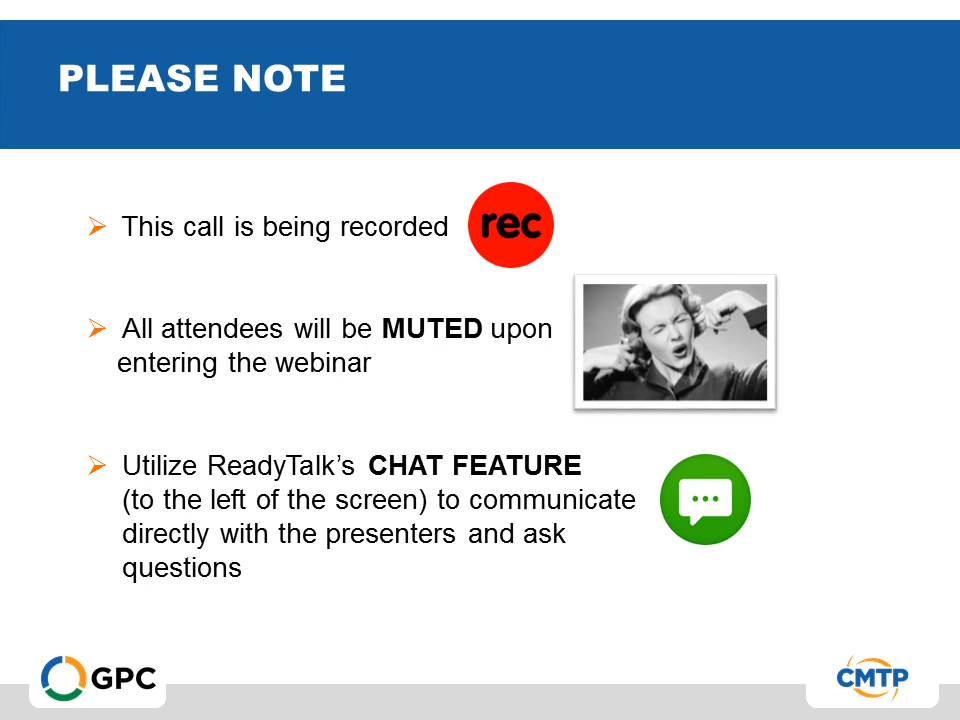 PLEASE NOTE
This call is being recorded
rec
All attendees will be MUTED upon
entering the webinar
Utilize ReadyTalk’s CHAT FEATURE
(to the left of the screen) to communicate
directly with the presenters and ask
questions
GPC
CMTP